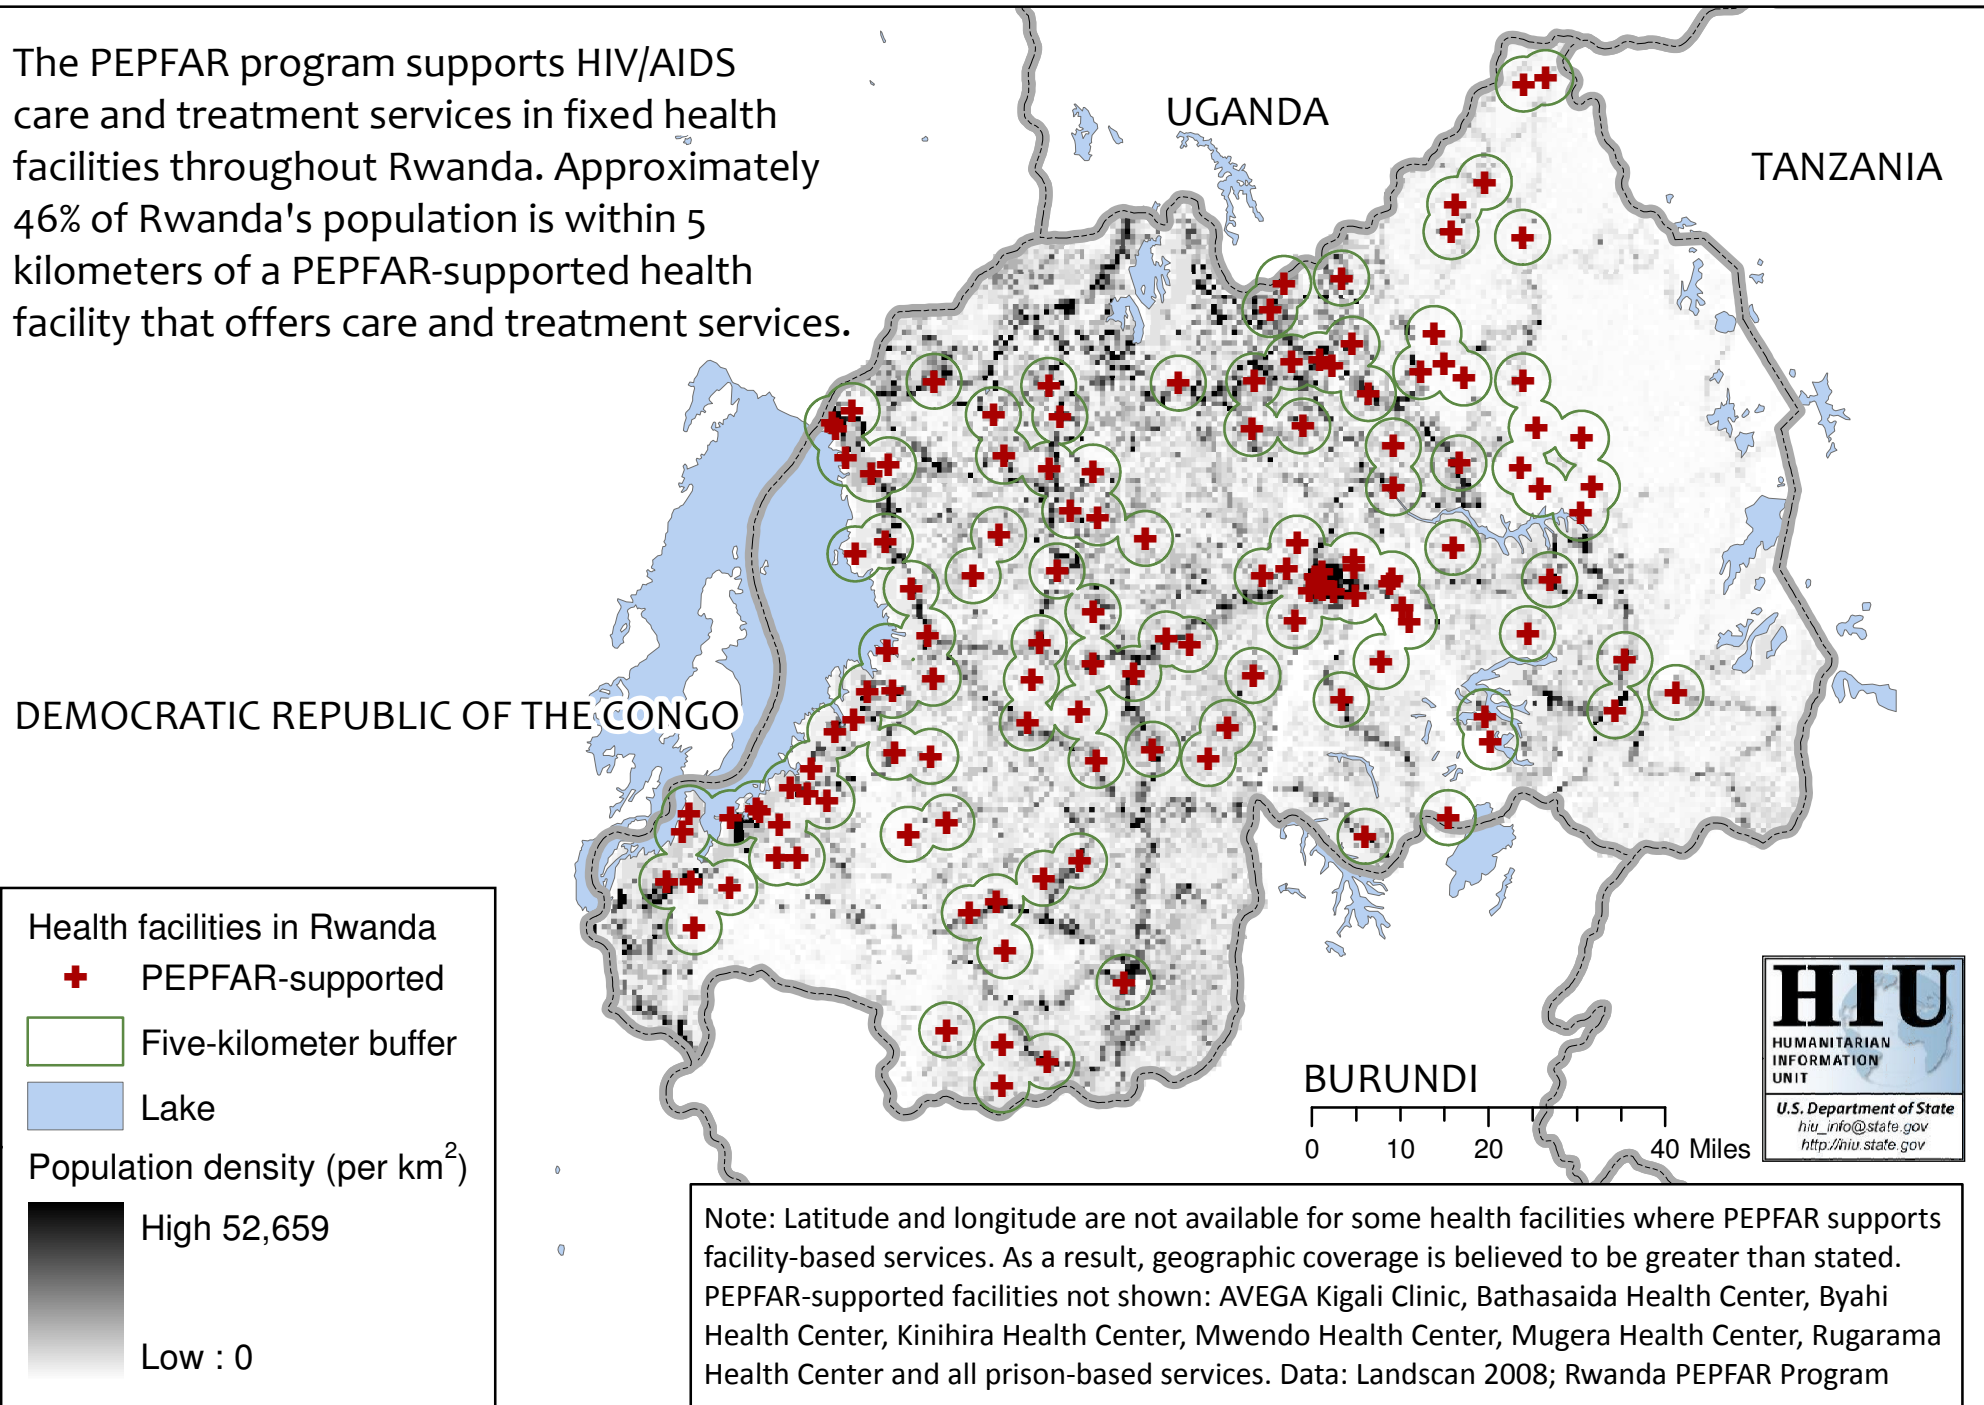 The PEPFAR program supports HIV/AIDS
care and treatment services in fixed health
facilities throughout Rwanda. Approximately
46% of Rwanda's population is within 5
kilometers of a PEPFAR-supported health
facility that offers care and treatment services.
UGANDA
TANZANIA
DEMOCRATIC REPUBLIC OF THE CONGO
BURUNDI
0 10 20 40 Miles
Health facilities in Rwanda
PEPFAR-supported
Five-kilometer buffer
Lake
Population density (per km²)
High 52,659
Low : 0
HIU
HUMANITARIAN
INFORMATION
UNIT
U.S. Department of State
hiu_info@state.gov
http://hiu.state.gov
Note: Latitude and longitude are not available for some health facilities where PEPFAR supports
facility-based services. As a result, geographic coverage is believed to be greater than stated.
PEPFAR-supported facilities not shown: AVEGA Kigali Clinic, Bathasaida Health Center, Byahi
Health Center, Kinihira Health Center, Mwendo Health Center, Mugera Health Center, Rugarama
Health Center and all prison-based services. Data: Landscan 2008; Rwanda PEPFAR Program